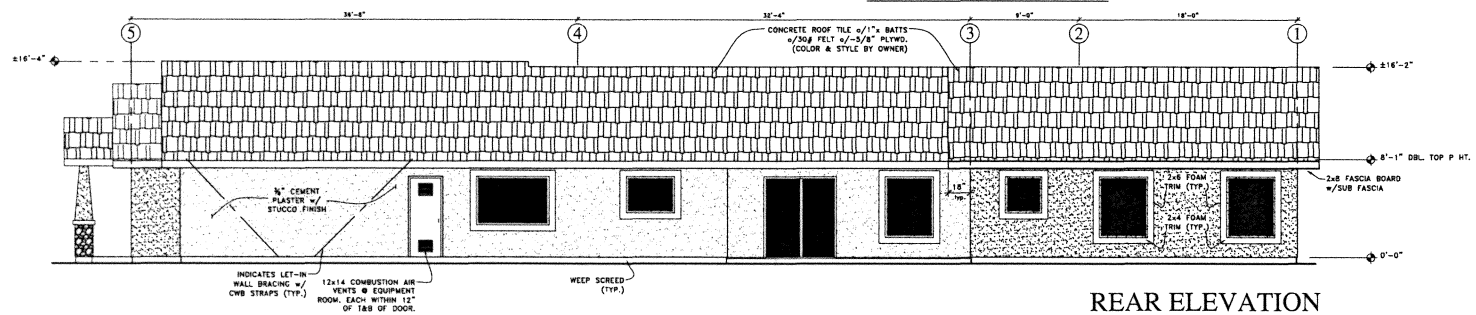 36'-8"
32'-4"
9'-0"
18'-0"
5
4
3
2
1
CONCRETE ROOF TILE o/1"x BATTS
o/30# FELT o/-5/8" PLYWD.
(COLOR & STYLE BY OWNER)
±16'-4"
±16'-2"
8'-1" DBL. TOP P HT.
2x8 FASCIA BOARD
w/SUB FASCIA
18"
typ.
2x6 FOAM
TRIM (TYP.)
2x4 FOAM
TRIM (TYP.)
CEMENT
PLASTER w/
STUCCO FINISH
0'-0"
INDICATES LET-IN
WALL BRACING w/
CWB STRAPS (TYP.)
12x14 COMBUSTION AIR
VENTS @ EQUIPMENT
ROOM. EACH WITHIN 12"
OF T&B OF DOOR.
WEEP SCREED
(TYP.)
REAR ELEVATION